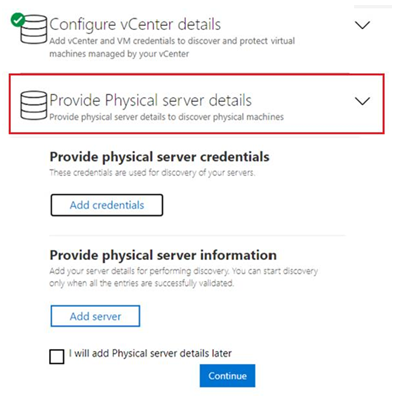 Configure vCenter details
Add vCenter and VM credentials to discover and protect virtual
machines managed by your vCenter
Provide Physical server details
Provide physical server details to discover physical machines
Provide physical server credentials
These credentials are used for discovery of your servers.
Add credentials
Provide physical server information
Add your server details for performing discovery. You can start discovery
only when all the entries are successfully validated.
Add server
I will add Physical server details later
Continue